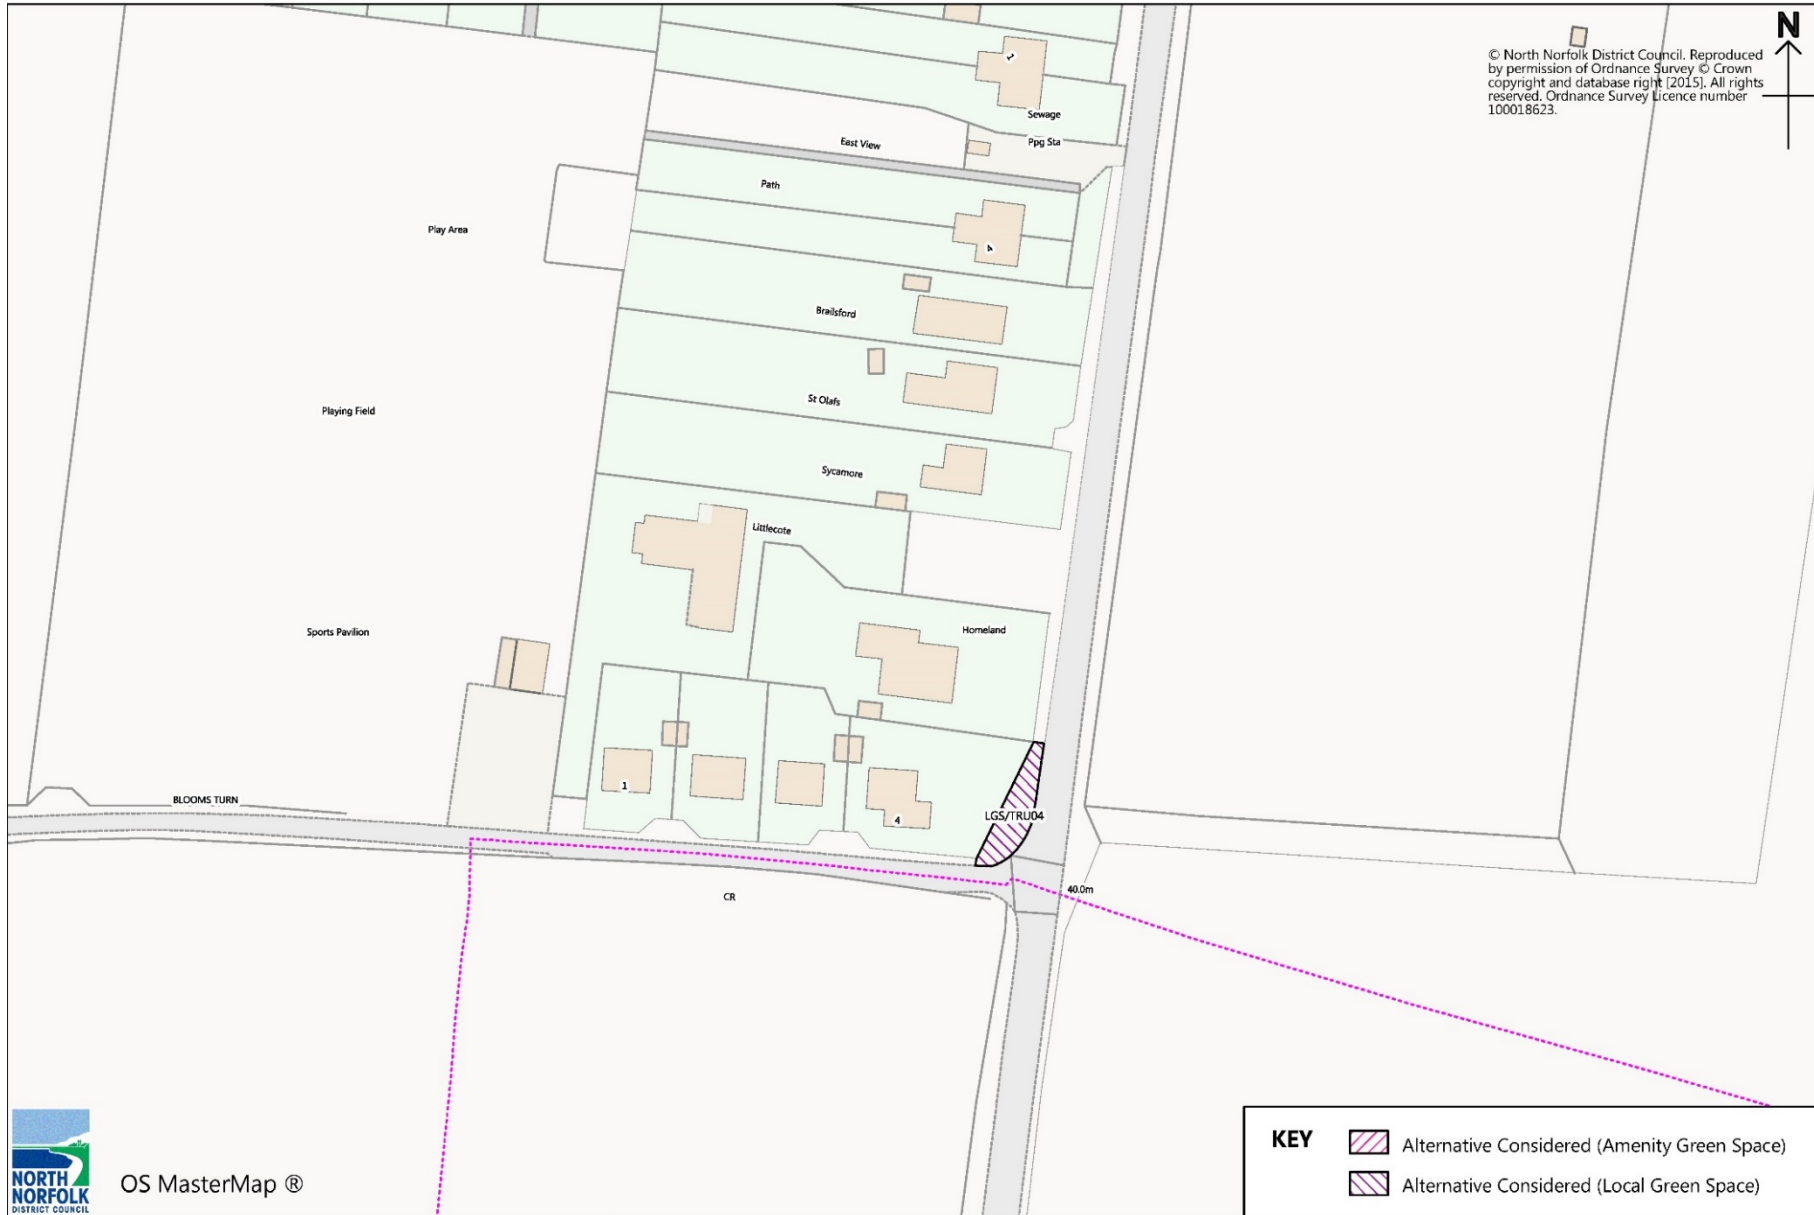 N
© North Norfolk District Council. Reproduced
by permission of Ordnance Survey © Crown
copyright and database right [2015]. All rights
reserved. Ordnance Survey Licence number
100018623.
1
Sewage
Ppg Sta
East View
Path
Play Area
4
Brailsford
St Olafs
Playing Field
Sycamore
Littlecote
Sports Pavilion
Homeland
1
BLOOMS TURN
4
LGS/TRU04
40.0m
CR
KEY
Alternative Considered (Amenity Green Space)
Alternative Considered (Local Green Space)
NORTH
NORFOLK
DISTRICT COUNCIL
OS MasterMap ®